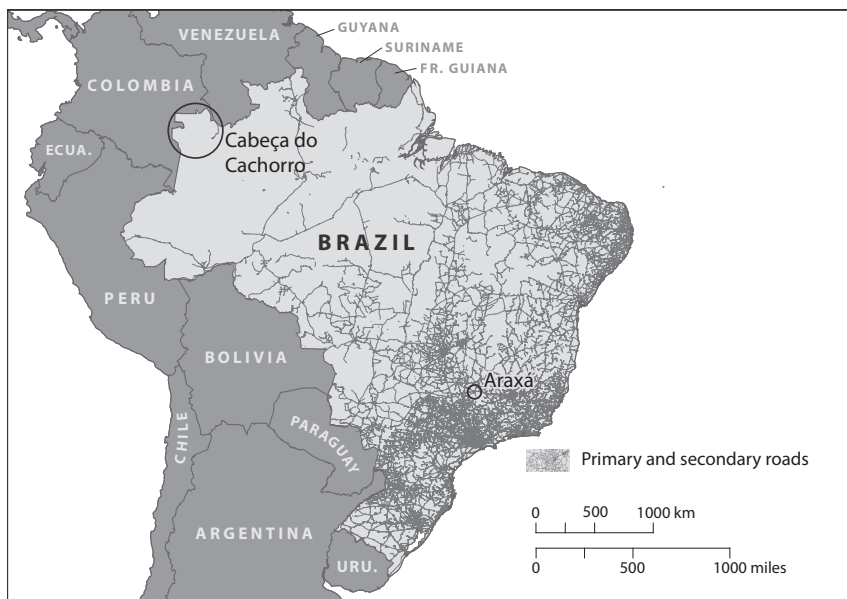 VENEZUELA
GUYANA
SURINAME
FR. GUIANA
COLOMBIA
ECUA.
Cabeça do
Cachorro
BRAZIL
PERU
BOLIVIA
Araxá
CHILE
PARAGUAY
Primary and secondary roads
ARGENTINA
0 500 1000 km
URU.
0 500 1000 miles